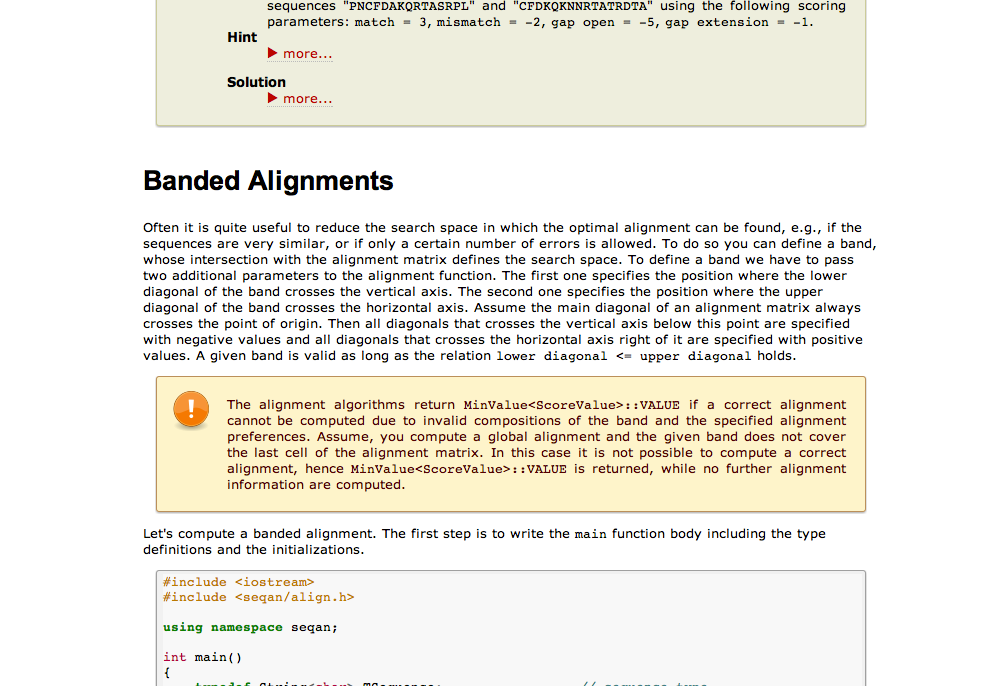 sequences "PNCFDAKQRTASRPL" and "CFDKQKNNRTATRDTA" using the following scoring
parameters: match = 3, mismatch = -2, gap open = -5, gap extension = -1.
Hint
▶ more...
Solution
▶ more...
Banded Alignments
Often it is quite useful to reduce the search space in which the optimal alignment can be found, e.g., if the
sequences are very similar, or if only a certain number of errors is allowed. To do so you can define a band,
whose intersection with the alignment matrix defines the search space. To define a band we have to pass
two additional parameters to the alignment function. The first one specifies the position where the lower
diagonal of the band crosses the vertical axis. The second one specifies the position where the upper
diagonal of the band crosses the horizontal axis. Assume the main diagonal of an alignment matrix always
crosses the point of origin. Then all diagonals that crosses the vertical axis below this point are specified
with negative values and all diagonals that crosses the horizontal axis right of it are specified with positive
values. A given band is valid as long as the relation lower diagonal <= upper diagonal holds.
The alignment algorithms return MinValue<ScoreValue>::VALUE if a correct alignment
cannot be computed due to invalid compositions of the band and the specified alignment
preferences. Assume, you compute a global alignment and the given band does not cover
the last cell of the alignment matrix. In this case it is not possible to compute a correct
alignment, hence MinValue<ScoreValue>::VALUE is returned, while no further alignment
information are computed.
Let's compute a banded alignment. The first step is to write the main function body including the type
definitions and the initializations.
#include <iostream>
#include <seqan/align.h>
using namespace seqan;
int main()
{